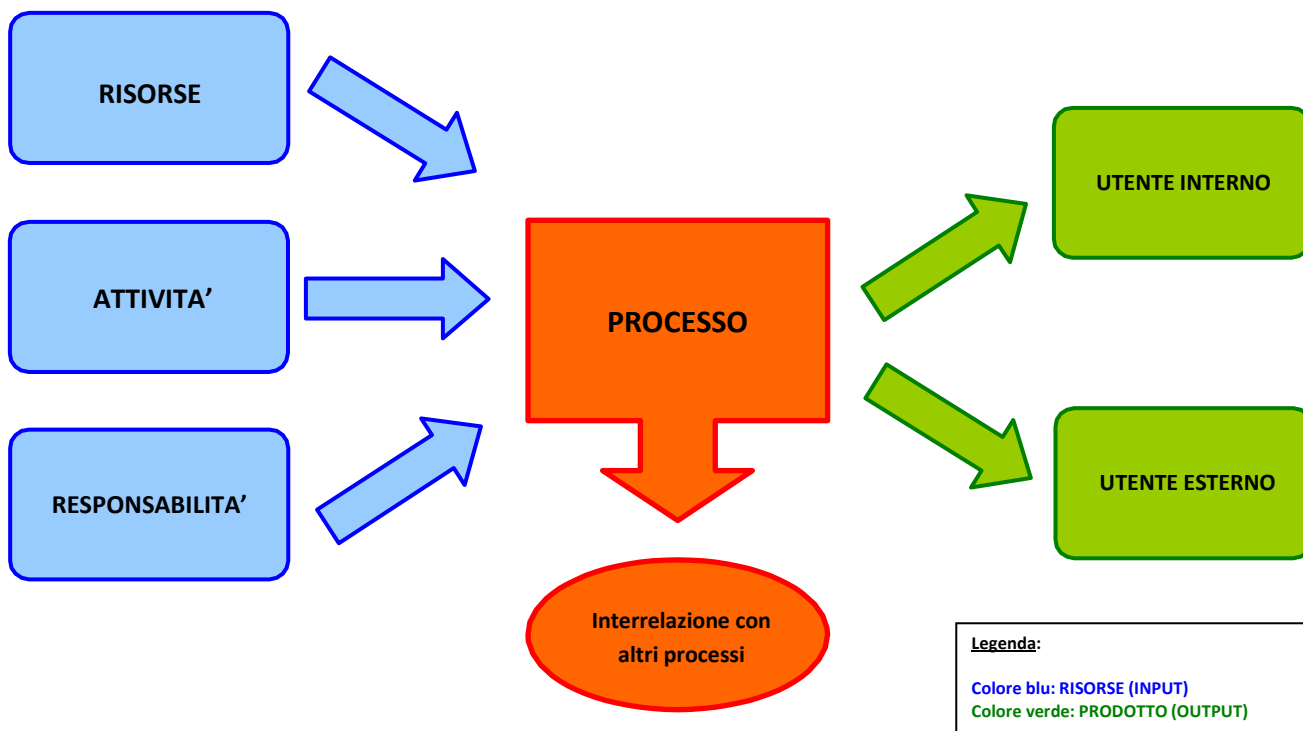 RISORSE
UTENTE INTERNO
ATTIVITA’
PROCESSO
RESPONSABILITA’
UTENTE ESTERNO
Interrelazione con
altri processi
Legenda:
Colore blu: RISORSE (INPUT)
Colore verde: PRODOTTO (OUTPUT)